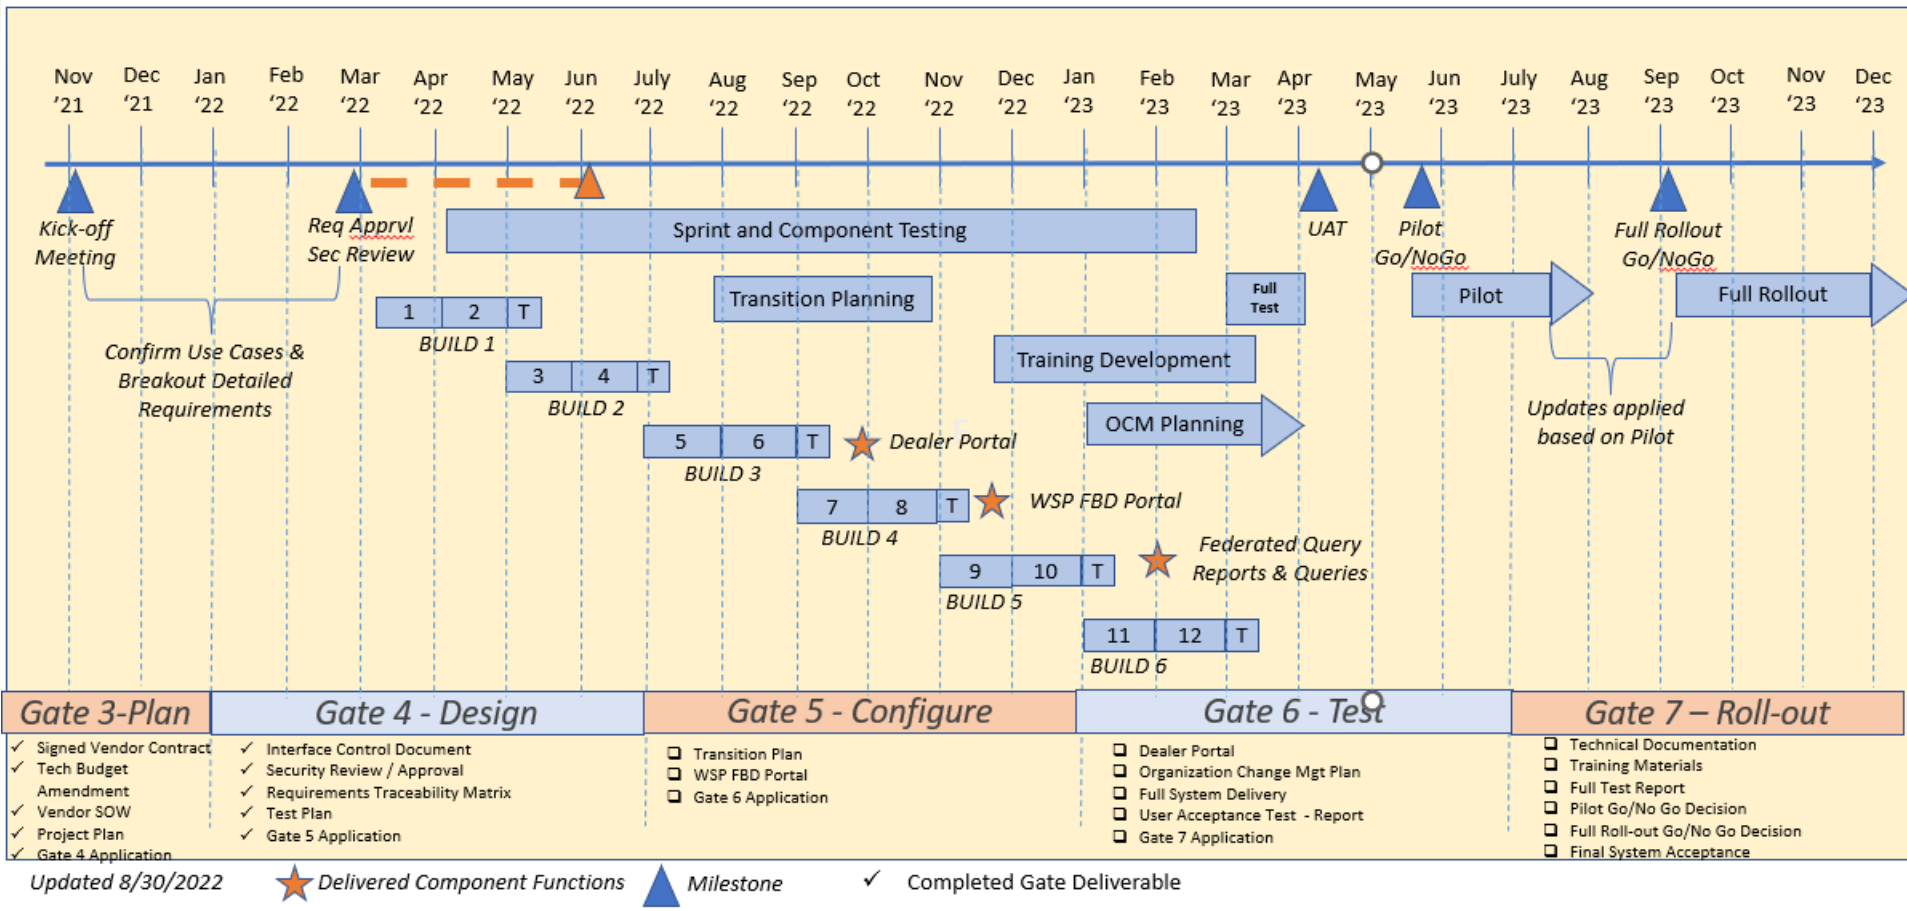 Nov Dec Jan Feb Mar Apr May Jun July Aug Sep Oct Nov Dec Jan Feb Mar Apr May Jun July Aug Sep Oct Nov Dec
‘21 ‘21 ‘22 ‘22 ‘22 ‘22 ‘22 ‘22 ‘22 ‘22 ‘22 ‘22 ‘22 ‘22 ‘23 ‘23 ‘23 ‘23 ‘23 ‘23 ‘23 ‘23 ‘23 ‘23 ‘23 ‘23
Kick-off
Meeting
Req Apprvl
Sec Review
UAT
Pilot
Go/NoGo
Full Rollout
Go/NoGo
Sprint and Component Testing
Transition Planning
Full
Test
Pilot
Full Rollout
1 2 T
BUILD 1
Confirm Use Cases &
Breakout Detailed
Requirements
Training Development
3 4 T
BUILD 2
OCM Planning
Updates applied
based on Pilot
5 6 T
BUILD 3
Dealer Portal
7 8 T
BUILD 4
WSP FBD Portal
Federated Query
Reports & Queries
9 10 T
BUILD 5
11 12 T
BUILD 6
Gate 3-Plan
Gate 4 - Design
Gate 5 - Configure
Gate 6 - Test
Gate 7 – Roll-out
✓ Signed Vendor Contract
✓ Tech Budget
Amendment
✓ Vendor SOW
✓ Project Plan
✓ Gate 4 Application
✓ Interface Control Document
✓ Security Review / Approval
✓ Requirements Traceability Matrix
✓ Test Plan
✓ Gate 5 Application
❑ Transition Plan
❑ WSP FBD Portal
❑ Gate 6 Application
❑ Dealer Portal
❑ Organization Change Mgt Plan
❑ Full System Delivery
❑ User Acceptance Test - Report
❑ Gate 7 Application
❑ Technical Documentation
❑ Training Materials
❑ Full Test Report
❑ Pilot Go/No Go Decision
❑ Full Roll-out Go/No Go Decision
❑ Final System Acceptance
Updated 8/30/2022
Delivered Component Functions
Milestone
✓ Completed Gate Deliverable